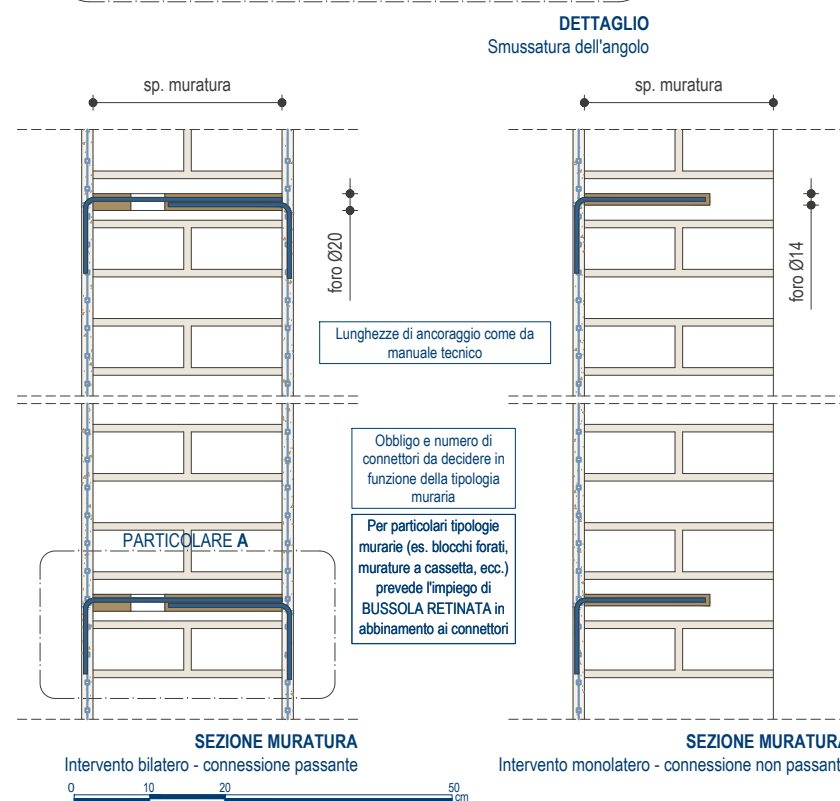 DETTAGLIO
Smussatura dell'angolo
sp. muratura
sp. muratura
foro Ø20
foro Ø14
Lunghezze di ancoraggio come da
manuale tecnico
Obbligo e numero di
connettori da decidere in
funzione della tipologia
muraria
PARTICOLARE A
Per particolari tipologie
murarie (es. blocchi forati,
murature a cassetta, ecc.)
prevede l'impiego di
BUSSOLA RETINATA in
abbinamento ai connettori
SEZIONE MURATURA
Intervento bilatero - connessione passante
SEZIONE MURATURA
Intervento monolatero - connessione non passant
0 10 20 50
cm